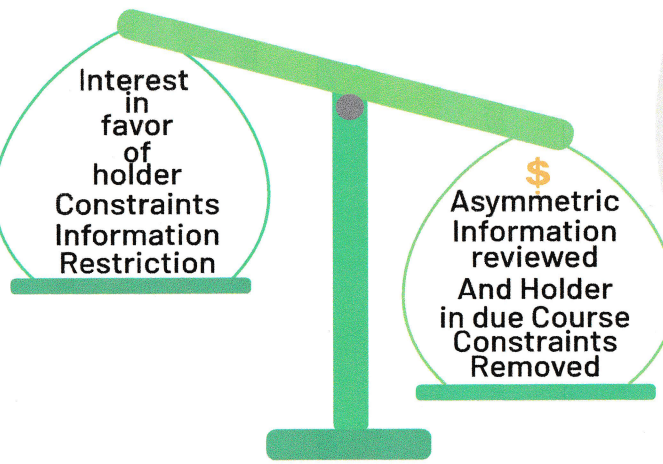 Interest
in
favor
of
holder
Constraints
Information
Restriction
$
Asymmetric
Information
reviewed
And Holder
in due Course
Constraints
Removed